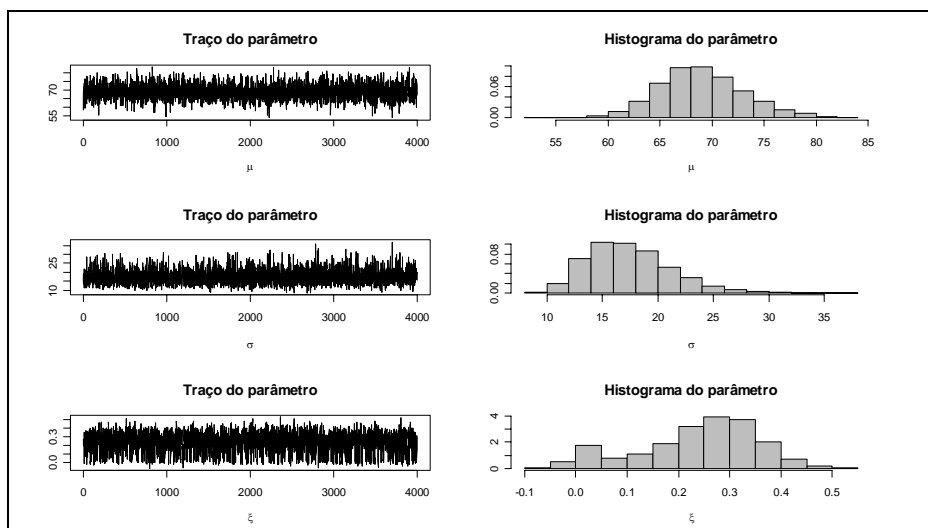 Traço do parâmetro
55 70
0 1000 2000 3000 4000
μ
Histograma do parâmetro
0.00 0.06
55 60 65 70 75 80 85
μ
Traço do parâmetro
10 25
0 1000 2000 3000 4000
σ
Histograma do parâmetro
0.00 0.08
10 15 20 25 30 35
σ
Traço do parâmetro
0.0 0.3
0 1000 2000 3000 4000
ξ
Histograma do parâmetro
0 2 4
-0.1 0.0 0.1 0.2 0.3 0.4 0.5
ξ